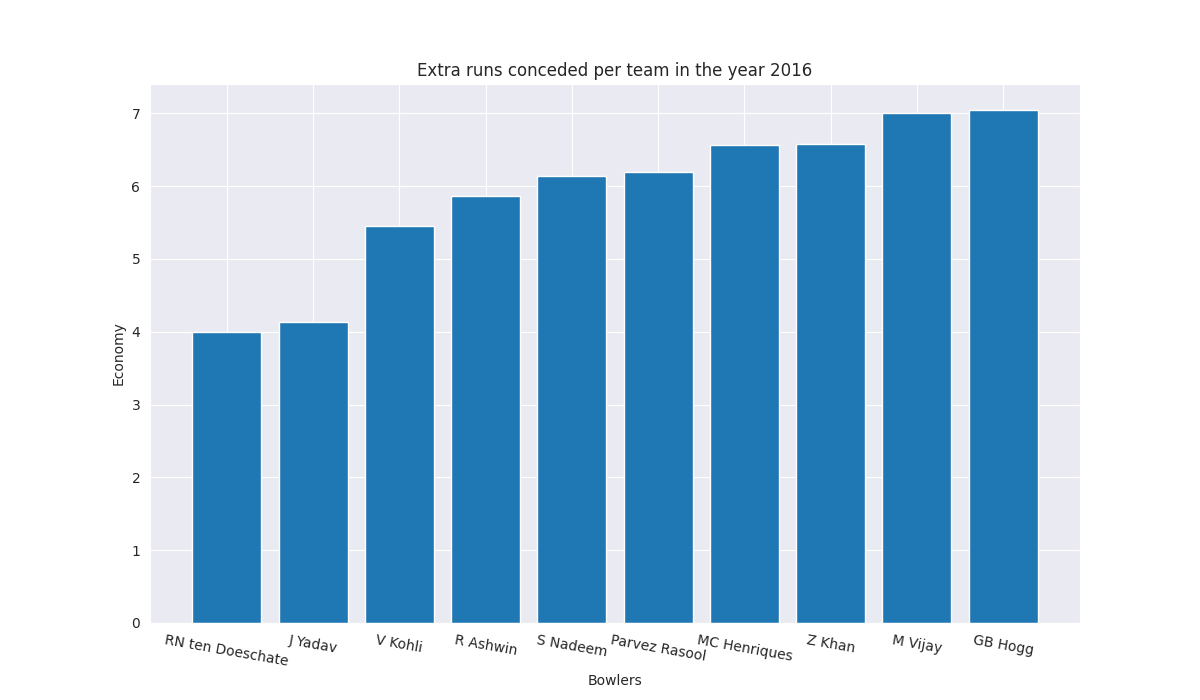 Extra runs conceded per team in the year 2016
Economy
7
6
5
4
3
2
1
0
RN ten Doeschate
J Yadav
V Kohli
R Ashwin
S Nadeem
Parvez Rasool
MC Henriques
Z Khan
M Vijay
GB Hogg
Bowlers